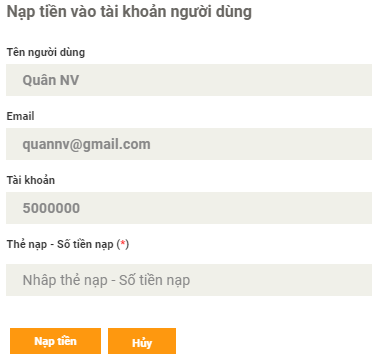 Nạp tiền vào tài khoản người dùng
Tên người dùng
Quân NV
Email
quannv@gmail.com
Tài khoản
5000000
Thẻ nạp - Số tiền nạp (*)
Nhâp thẻ nạp - Số tiền nạp
Nạp tiền
Hủy